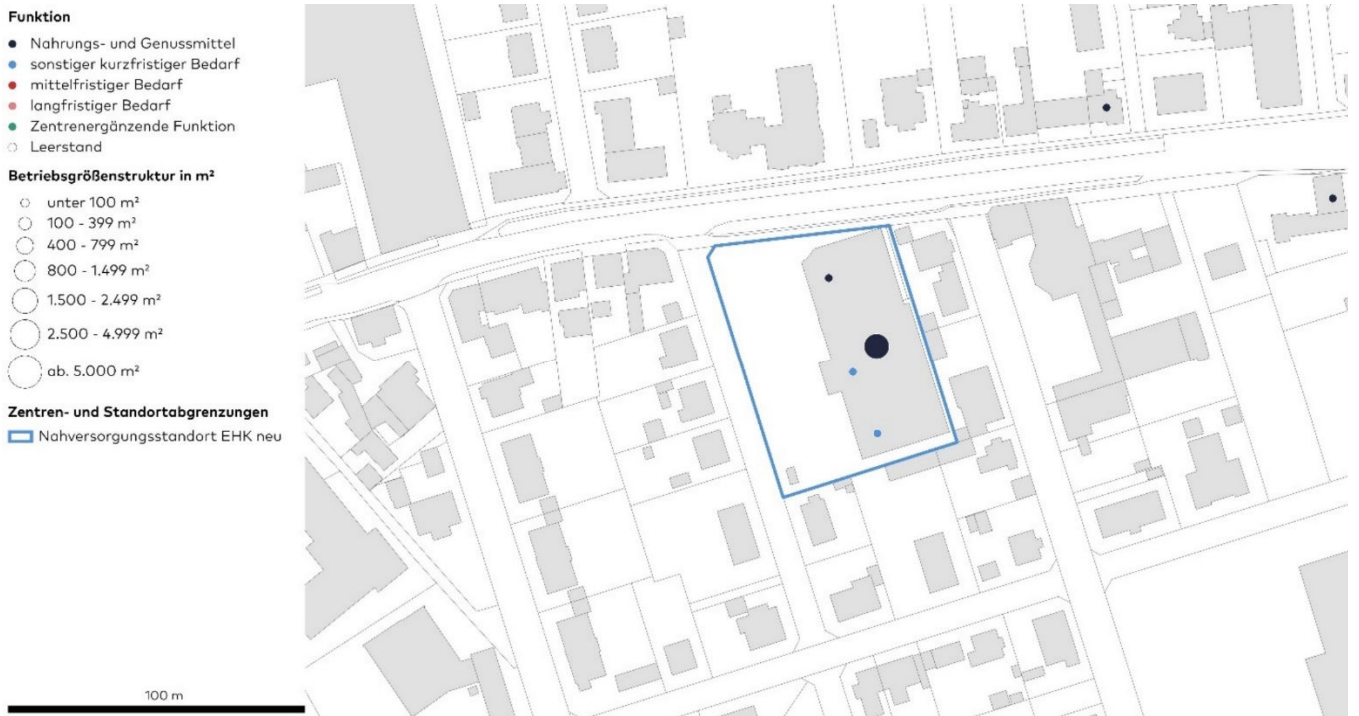 Funktion
Nahrungs- und Genussmittel
sonstiger kurzfristiger Bedarf
mittelfristiger Bedarf
langfristiger Bedarf
Zentrenergänzende Funktion
Leerstand
Betriebsgrößenstruktur in m²
unter 100 m²
100 - 399 m²
400 - 799 m²
800 - 1.499 m²
1.500 - 2.499 m²
2.500 - 4.999 m²
ab. 5.000 m²
Zentren- und Standortabgrenzungen
Nahversorgungsstandort EHK neu
100 m